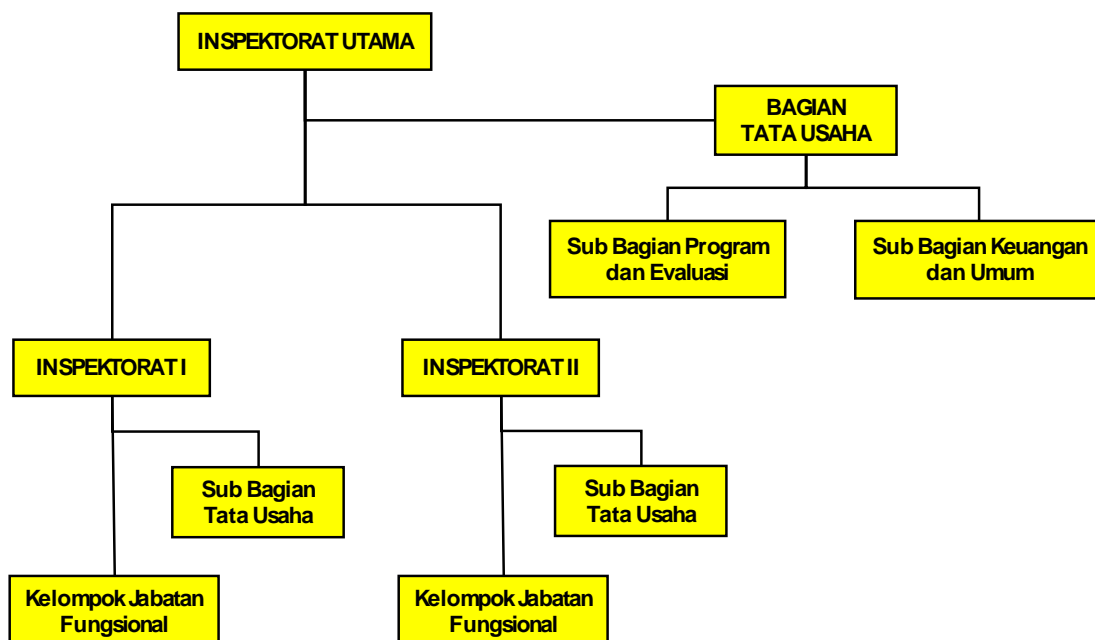 INSPEKTORAT UTAMA
BAGIAN
TATA USAHA
Sub Bagian Program
dan Evaluasi
Sub Bagian Keuangan
dan Umum
INSPEKTORAT I
INSPEKTORAT II
Sub Bagian
Tata Usaha
Sub Bagian
Tata Usaha
Kelompok Jabatan
Fungsional
Kelompok Jabatan
Fungsional